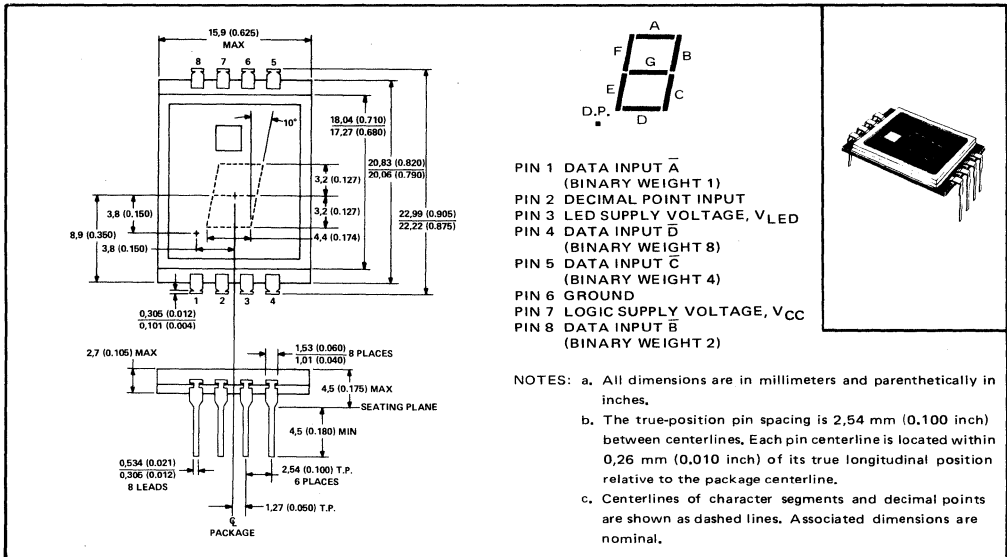 15,9 (0.625)
MAX
8 7 6 5
10°
18,04 (0.710)
17,27 (0.680)
3,2 (0.127)
20,83 (0.820)
20,06 (0.790)
3,8 (0.150)
3,2 (0.127)
22,99 (0.905)
22,22 (0.875)
8,9 (0.350)
4,4 (0.174)
3,8 (0.150)
1 2 3 4
0,305 (0.012)
0,101 (0.004)
2,7 (0.105) MAX
1,53 (0.060)
1,01 (0.040)
8 PLACES
4,5 (0.175) MAX
SEATING PLANE
4,5 (0.180) MIN
0,534 (0.021)
0,305 (0.012)
8 LEADS
2,54 (0.100) T.P.
6 PLACES
1,27 (0.050) T.P.
℄
PACKAGE
A
F
B
G
E
C
D.P.
D
PIN 1 DATA INPUT A̅
(BINARY WEIGHT 1)
PIN 2 DECIMAL POINT INPUT
PIN 3 LED SUPPLY VOLTAGE, VLED
PIN 4 DATA INPUT D̅
(BINARY WEIGHT 8)
PIN 5 DATA INPUT C̅
(BINARY WEIGHT 4)
PIN 6 GROUND
PIN 7 LOGIC SUPPLY VOLTAGE, VCC
PIN 8 DATA INPUT B̅
(BINARY WEIGHT 2)
NOTES: a. All dimensions are in millimeters and parenthetically in
inches.
b. The true-position pin spacing is 2,54 mm (0.100 inch)
between centerlines. Each pin centerline is located within
0,26 mm (0.010 inch) of its true longitudinal position
relative to the package centerline.
c. Centerlines of character segments and decimal points
are shown as dashed lines. Associated dimensions are
nominal.